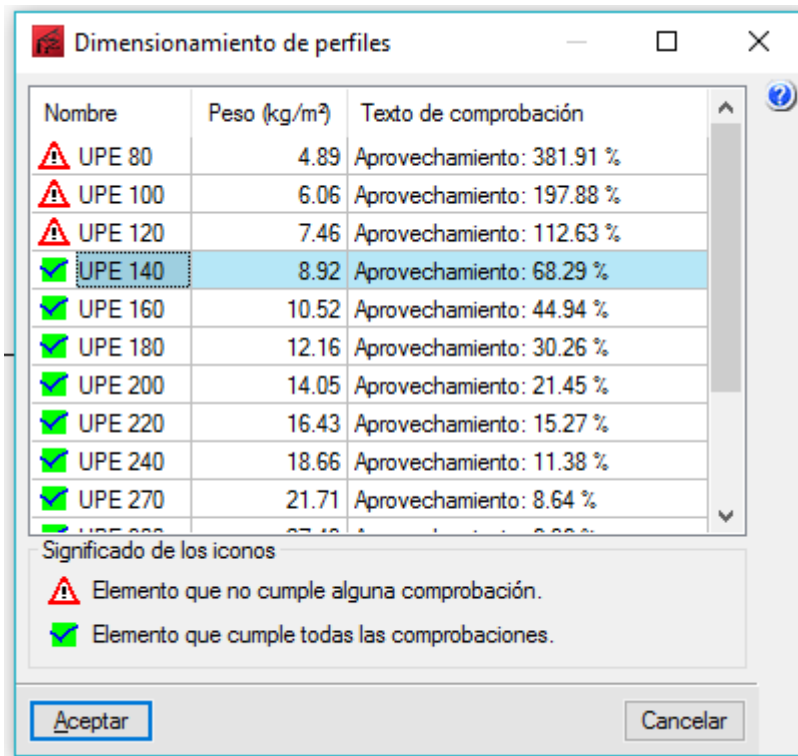 Dimensionamiento de perfiles
Nombre Peso (kg/m²) Texto de comprobación
UPE 80 4.89 Aprovechamiento: 381.91 %
UPE 100 6.06 Aprovechamiento: 197.88 %
UPE 120 7.46 Aprovechamiento: 112.63 %
UPE 140 8.92 Aprovechamiento: 68.29 %
UPE 160 10.52 Aprovechamiento: 44.94 %
UPE 180 12.16 Aprovechamiento: 30.26 %
UPE 200 14.05 Aprovechamiento: 21.45 %
UPE 220 16.43 Aprovechamiento: 15.27 %
UPE 240 18.66 Aprovechamiento: 11.38 %
UPE 270 21.71 Aprovechamiento: 8.64 %
Significado de los iconos
Elemento que no cumple alguna comprobación.
Elemento que cumple todas las comprobaciones.
Aceptar Cancelar